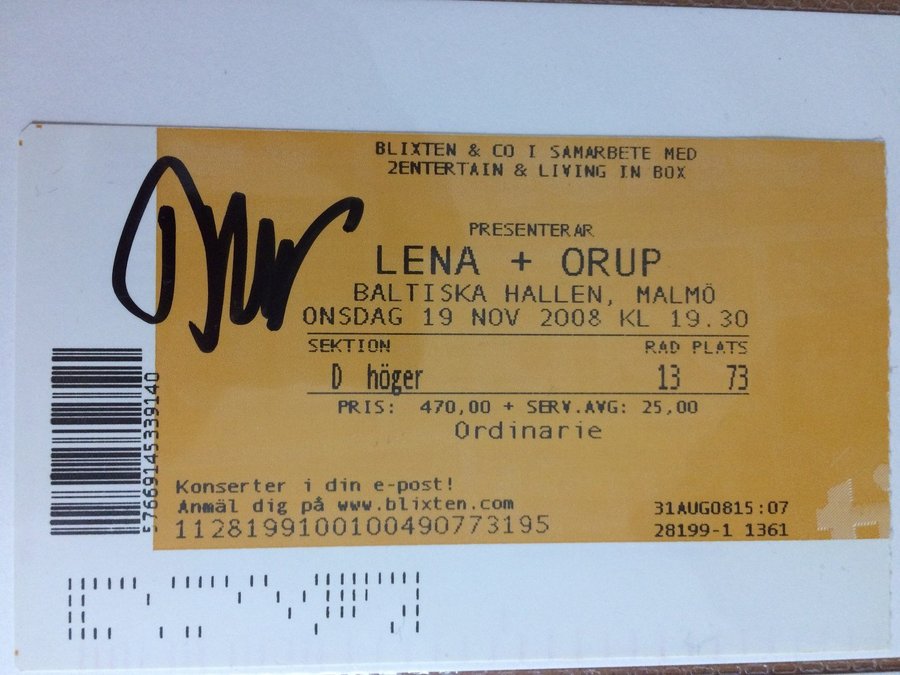 BLIXTEN & CO I SAMARBETE MED
2ENTERTAIN & LIVING IN BOX
PRESENTERAR
LENA + ORUP
BALTISKA HALLEN, MALMÖ
ONSDAG 19 NOV 2008 KL 19.30
SEKTION RAD PLATS
D höger 13 73
PRIS: 470,00 + SERV.AVG: 25,00
Ordinarie
Konserter i din e-post!
Anmäl dig på www.blixten.com
1128199100100490773195
31AUG0815:07
28199-1 1361
5766914533914​0